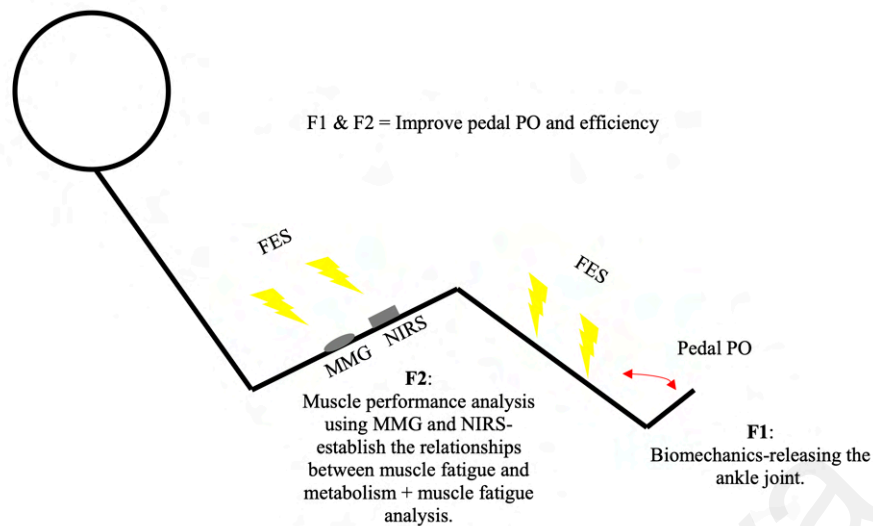 F1 & F2 = Improve pedal PO and efficiency
FES
FES
MMG
NIRS
Pedal PO
F2:
Muscle performance analysis
using MMG and NIRS-
establish the relationships
between muscle fatigue and
metabolism + muscle fatigue
analysis.
F1:
Biomechanics-releasing the
ankle joint.